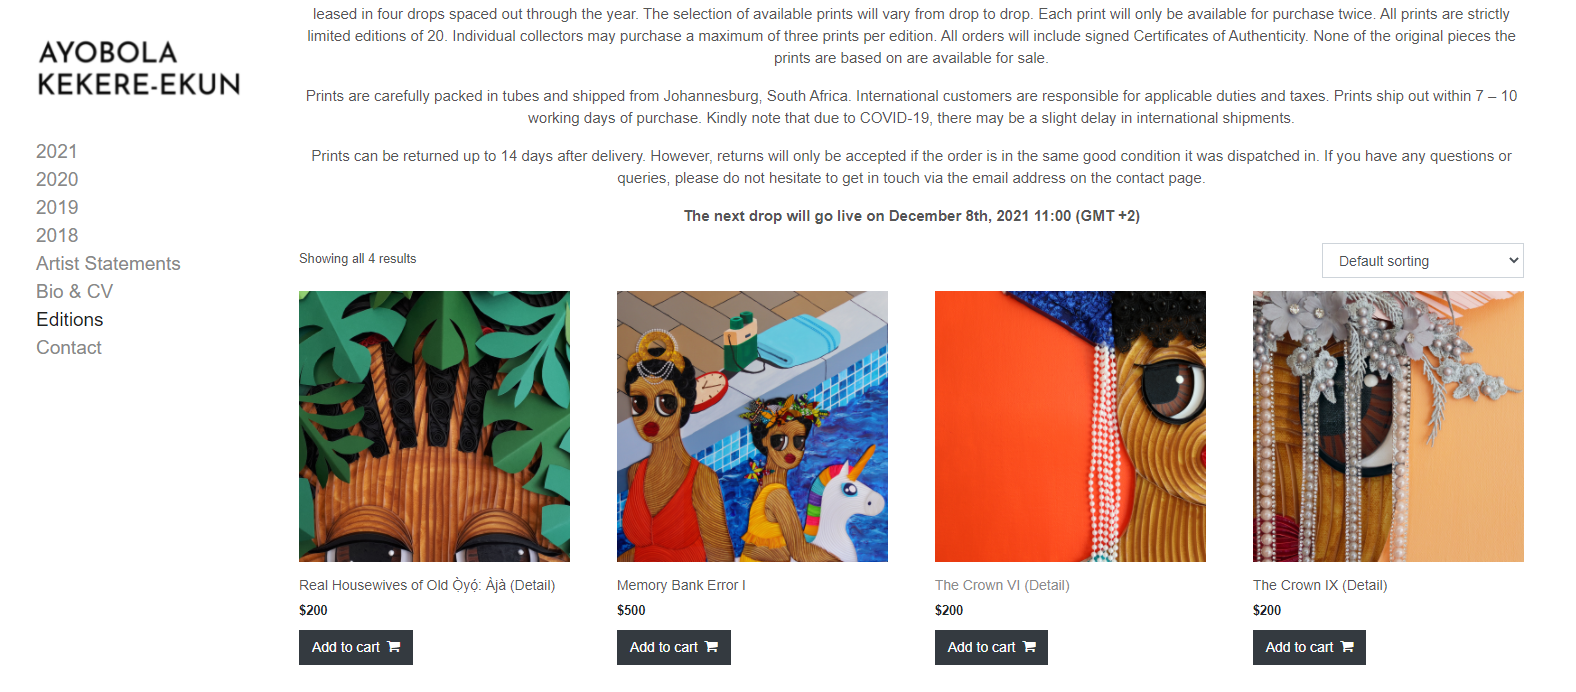 AYOBOLA
KEKERE-EKUN
2021
2020
2019
2018
Artist Statements
Bio & CV
Editions
Contact
leased in four drops spaced out through the year. The selection of available prints will vary from drop to drop. Each print will only be available for purchase twice. All prints are strictly
limited editions of 20. Individual collectors may purchase a maximum of three prints per edition. All orders will include signed Certificates of Authenticity. None of the original pieces the
prints are based on are available for sale.
Prints are carefully packed in tubes and shipped from Johannesburg, South Africa. International customers are responsible for applicable duties and taxes. Prints ship out within 7 – 10
working days of purchase. Kindly note that due to COVID-19, there may be a slight delay in international shipments.
Prints can be returned up to 14 days after delivery. However, returns will only be accepted if the order is in the same good condition it was dispatched in. If you have any questions or
queries, please do not hesitate to get in touch via the email address on the contact page.
The next drop will go live on December 8th, 2021 11:00 (GMT +2)
Showing all 4 results
Default sorting
Real Housewives of Old Ọ̀yọ́: Àjà (Detail)
$200
Add to cart
Memory Bank Error I
$500
Add to cart
The Crown VI (Detail)
$200
Add to cart
The Crown IX (Detail)
$200
Add to cart